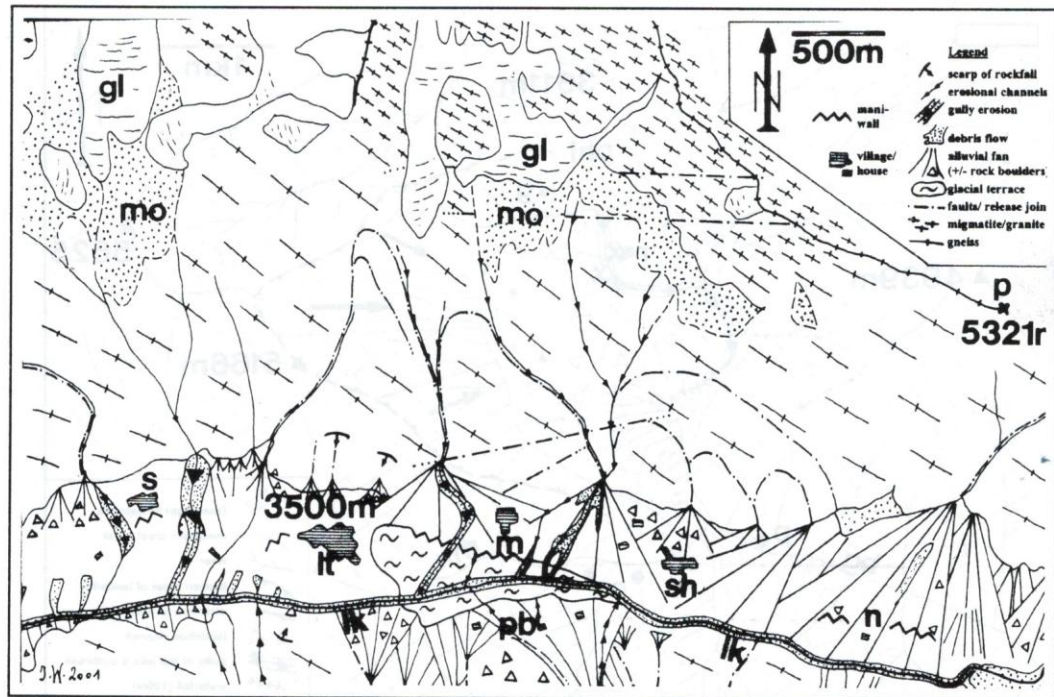 500m
N
Legend
scarp of rockfall
erosional channels
gully erosion
mani-
wall
debris flow
village/
house
alluvial fan
(+/- rock boulders)
glacial terrace
faults/ release join
migmatite/granite
gneiss
gl
gl
mo
mo
p
5321r
s
3500m
lt
m
sh
n
lk
pb
lk
J.W. 2001